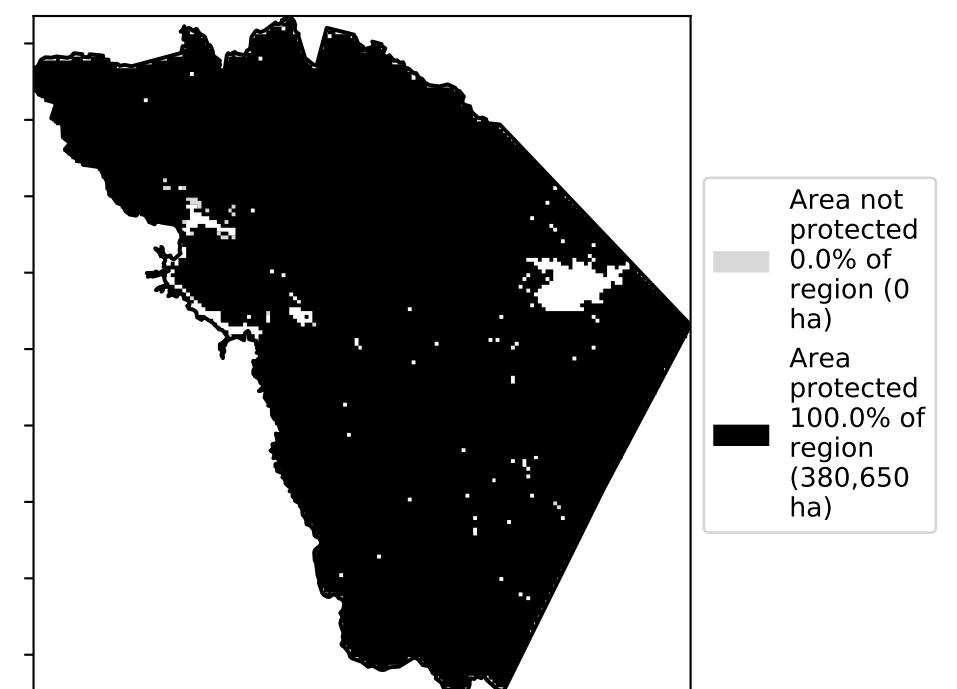 Area not
protected
0.0% of
region (0
ha)
Area
protected
100.0% of
region
(380,650
ha)